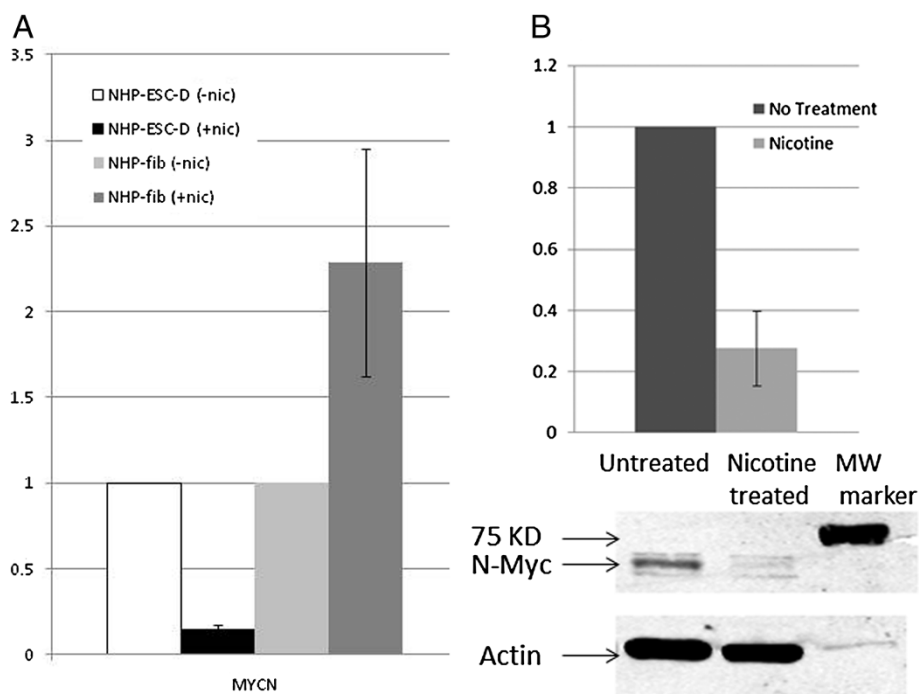 A
3.5
3
2.5
2
1.5
1
0.5
0
NHP-ESC-D (-nic)
NHP-ESC-D (+nic)
NHP-fib (-nic)
NHP-fib (+nic)
MYCN
B
1.2
1
0.8
0.6
0.4
0.2
0
No Treatment
Nicotine
Untreated
Nicotine
treated
MW
marker
75 KD
N-Myc
Actin